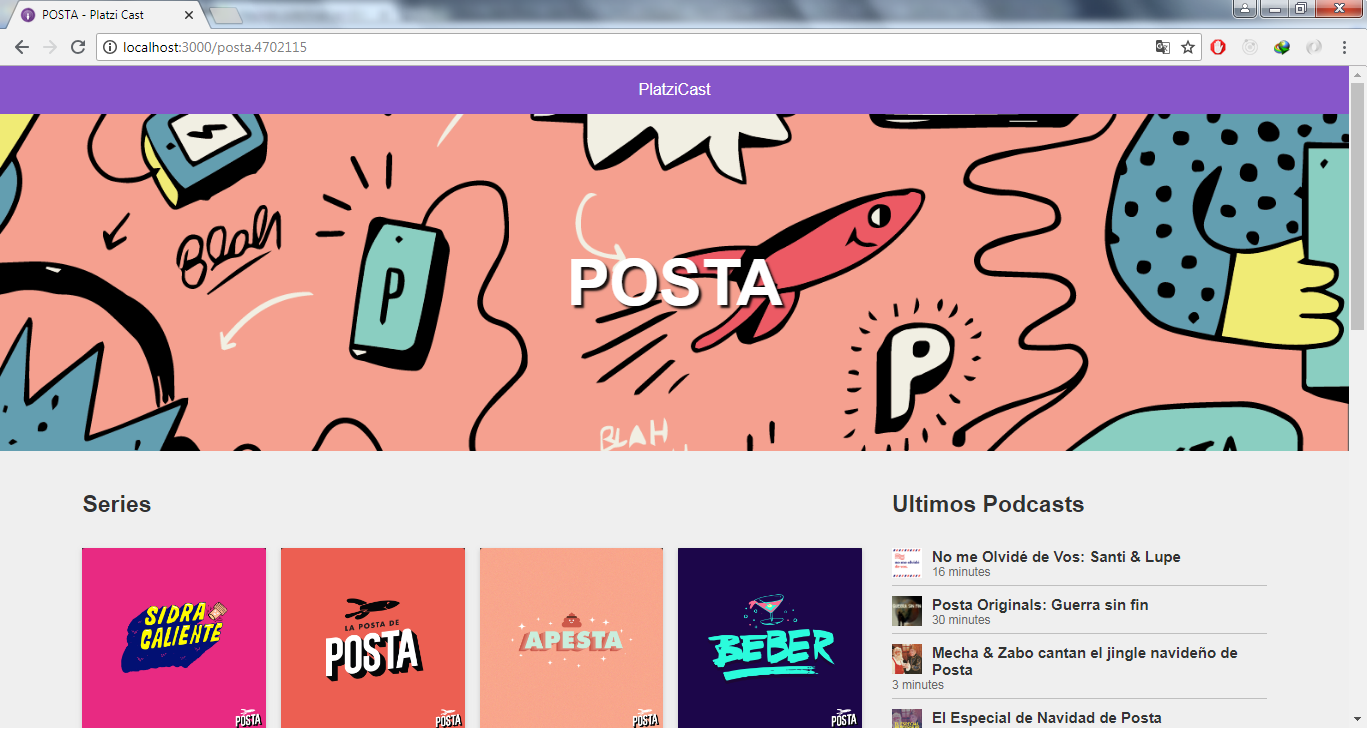 POSTA - Platzi Cast
localhost:3000/posta.4702115
PlatziCast
Blah
P
POSTA
P
BLAH
Series
Ultimos Podcasts
SIDRA
CALIENTE
POSTA
LA POSTA DE
POSTA
POSTA
APESTA
POSTA
BEBER
POSTA
No me Olvidé de Vos: Santi & Lupe
16 minutes
Posta Originals: Guerra sin fin
30 minutes
Mecha & Zabo cantan el jingle navideño de
Posta
3 minutes
El Especial de Navidad de Posta